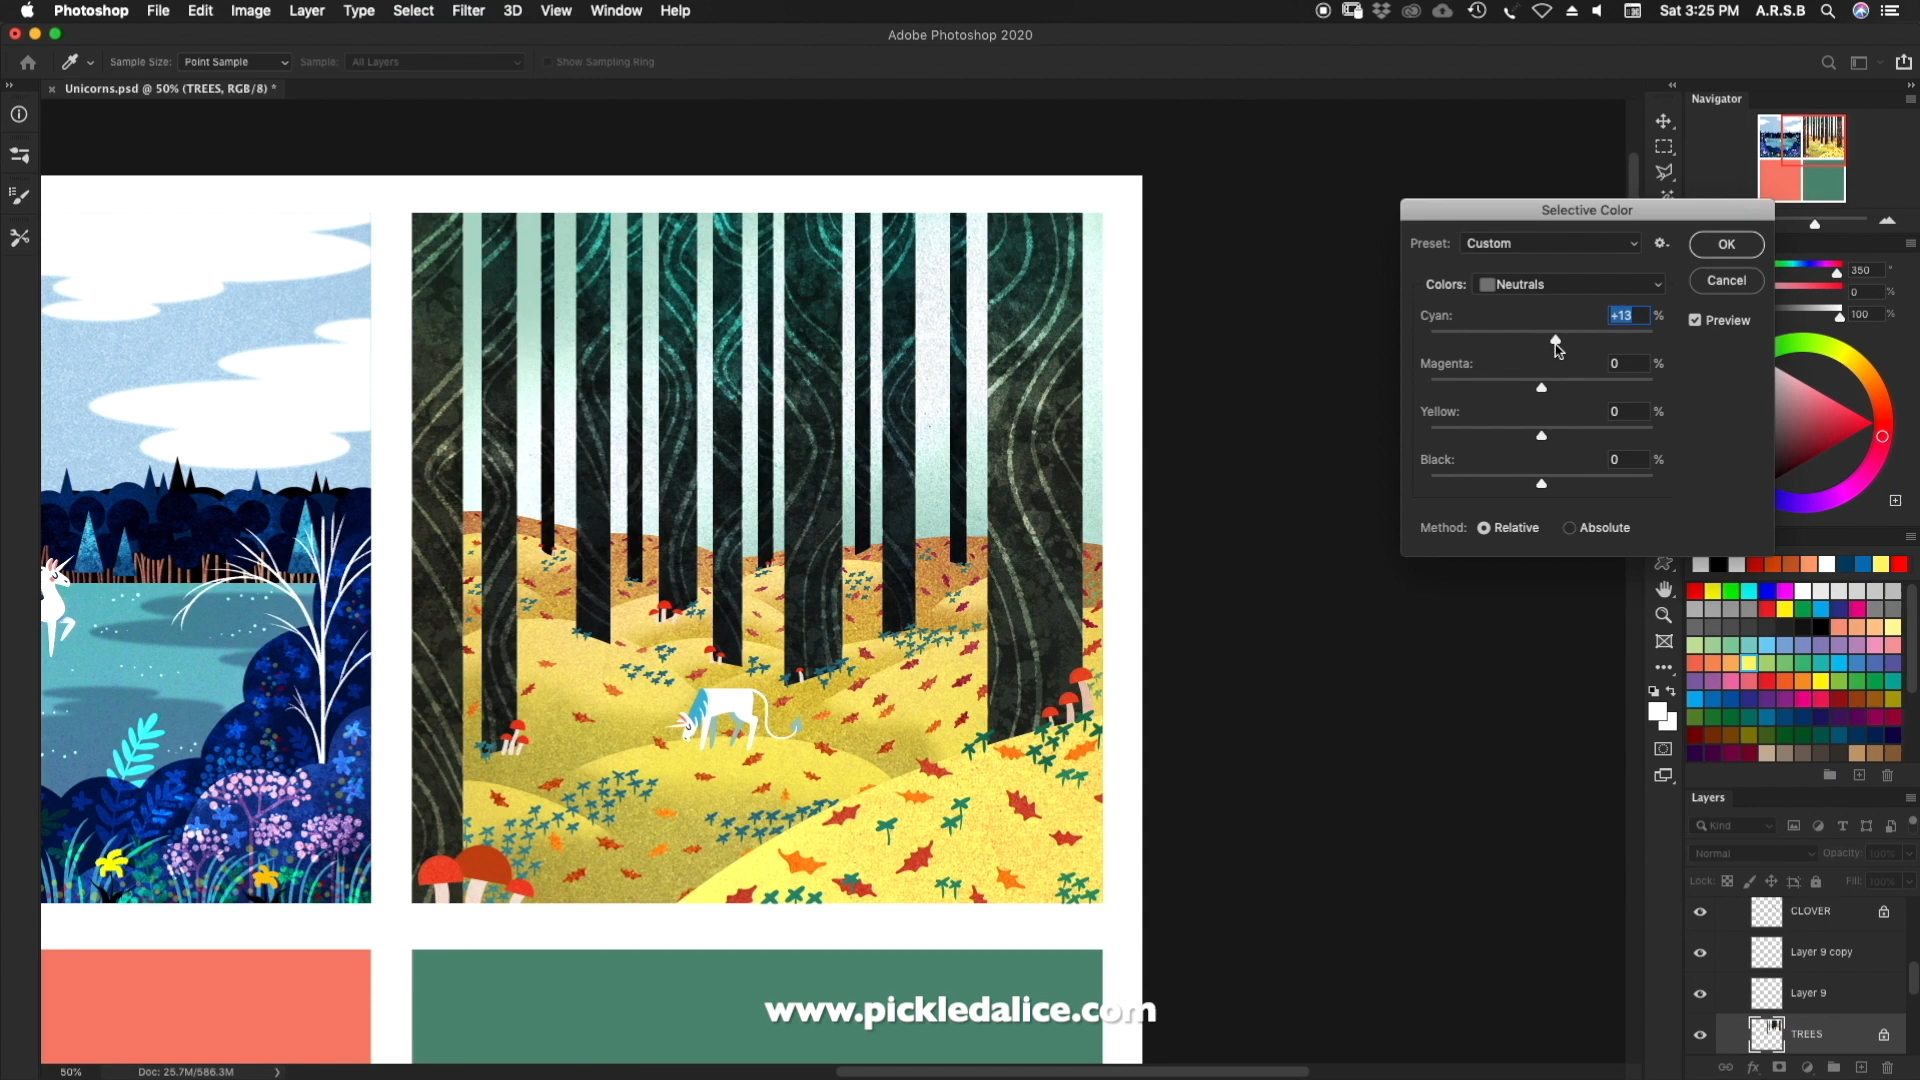 Photoshop File Edit Image Layer Type Select Filter 3D View Window Help Sat 3:25 PM A.R.S.B
Adobe Photoshop 2020
Sample Size: Point Sample Sample: All Layers Show Sampling Ring
Unicorns.psd @ 50% (TREES, RGB/8) *
Navigator
Selective Color
Preset: Custom OK
Colors: Neutrals Cancel
Cyan: +13 %
Preview
Magenta: 0 %
Yellow: 0 %
Black: 0 %
Method: Relative Absolute
350 °
0 %
100 %
Layers
Kind
Normal Opacity: 100%
Lock: Fill: 100%
CLOVER
Layer 9 copy
Layer 9
TREES
www.pickledalice.com
50% Doc: 25.7M/586.3M